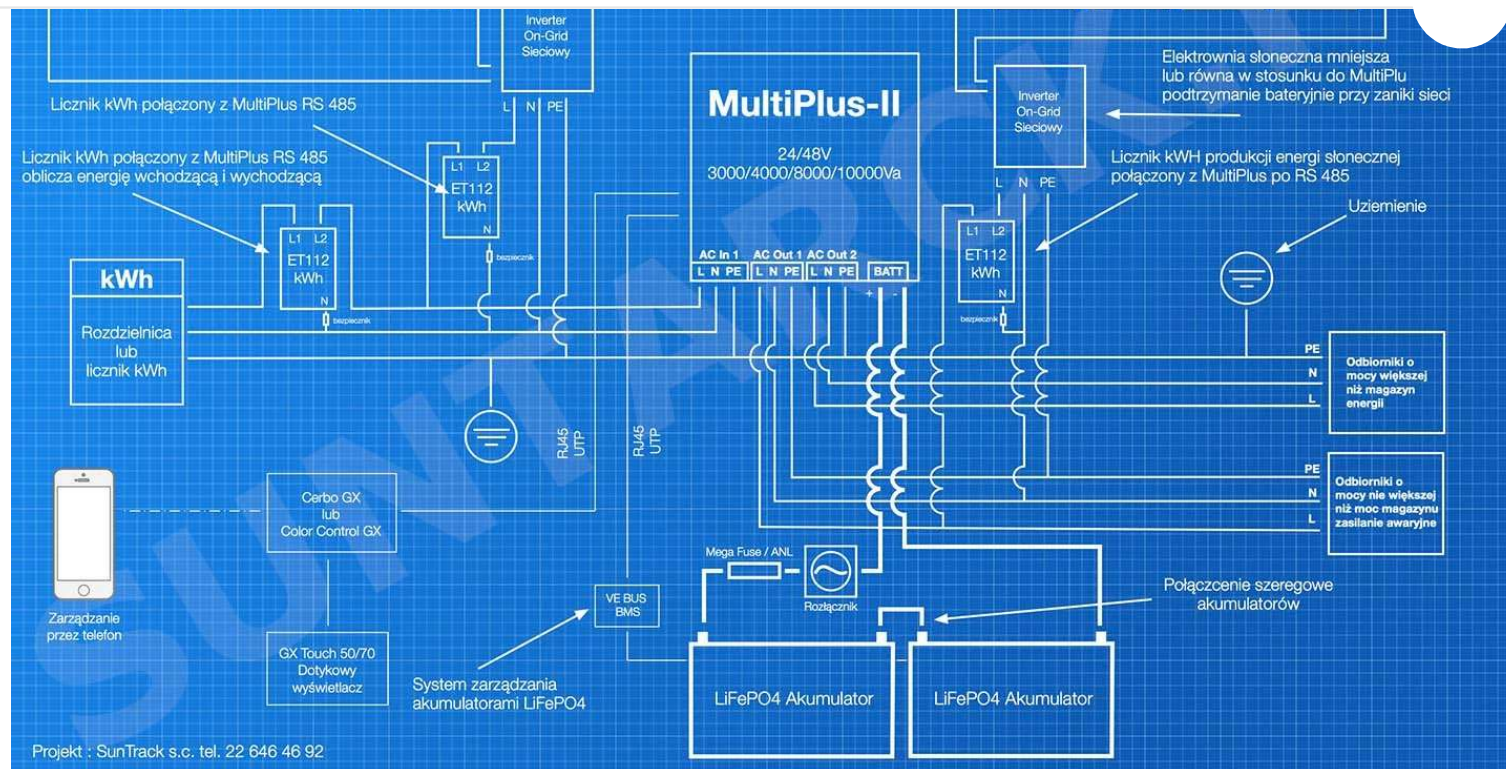 Inverter
On-Grid
Sieciowy
L N PE
Licznik kWh połączony z MultiPlus RS 485
Licznik kWh połączony z MultiPlus RS 485
oblicza energię wchodzącą i wychodzącą
L1 L2
ET112
kWh
N
bezpiecznik
L1 L2
ET112
kWh
N
bezpiecznik
kWh
Rozdzielnica
lub
licznik kWh
MultiPlus-II
24/48V
3000/4000/8000/10000Va
AC In 1 AC Out 1 AC Out 2
L N PE L N PE L N PE BATT
+ -
Inverter
On-Grid
Sieciowy
L N PE
Elektrownia słoneczna mniejsza
lub równa w stosunku do MultiPlu
podtrzymanie bateryjnie przy zaniki sieci
Licznik kWH produkcji energi słonecznej
połączony z MultiPlus po RS 485
L1 L2
ET112
kWh
N
bezpiecznik
Uziemienie
PE
N
L
Odbiorniki o
mocy większej
niż magazyn
energii
PE
N
L
Odbiorniki o
mocy nie większej
niż moc magazynu
zasilanie awaryjne
RJ45
UTP
RJ45
UTP
Cerbo GX
lub
Color Control GX
Zarządzanie
przez telefon
GX Touch 50/70
Dotykowy
wyświetlacz
VE BUS
BMS
System zarządzania
akumulatorami LiFePO4
Mega Fuse / ANL
Rozłącznik
Połączcenie szeregowe
akumulatorów
LiFePO4 Akumulator
LiFePO4 Akumulator
Projekt : SunTrack s.c. tel. 22 646 46 92